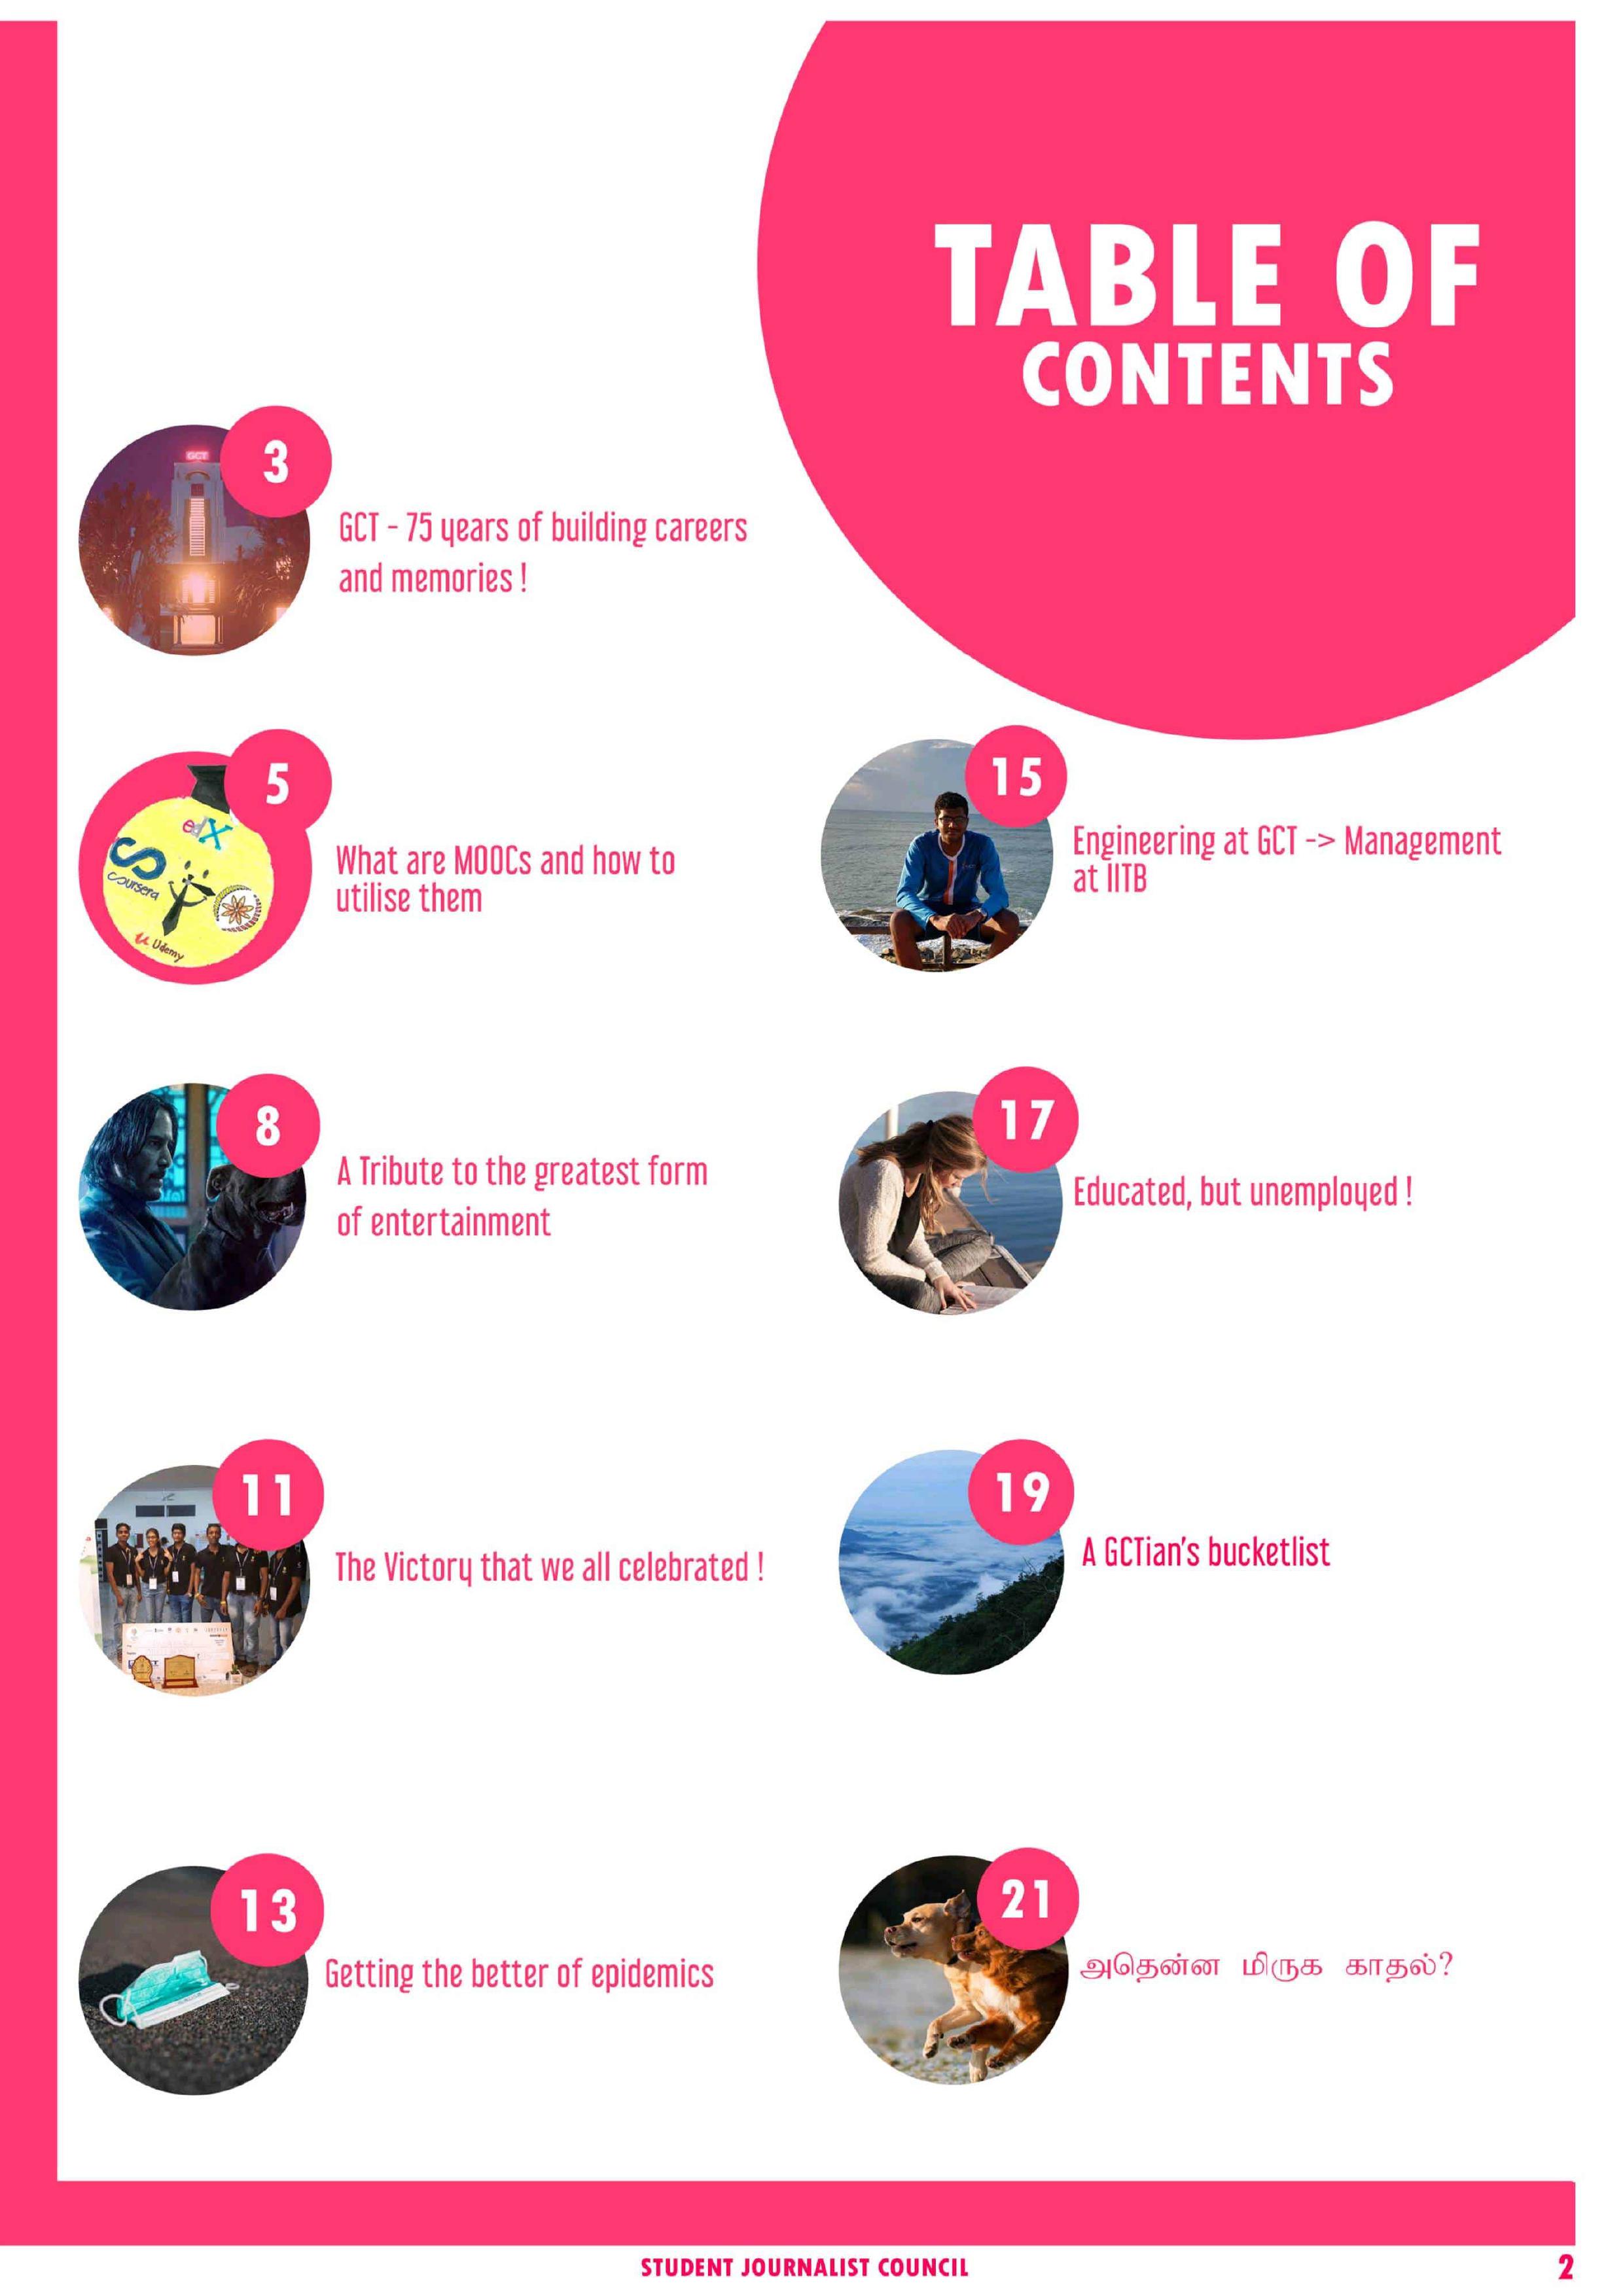 TABLE OF
CONTENTS
GCT
3
GCT - 75 years of building careers
and memories !
5
edX
coursera
Udemy
What are MOOCs and how to
utilise them
8
A Tribute to the greatest form
of entertainment
11
The Victory that we all celebrated !
13
Getting the better of epidemics
15
Engineering at GCT -> Management
at IITB
17
Educated, but unemployed !
19
A GCTian's bucketlist
21
அதென்ன மிருக காதல்?
STUDENT JOURNALIST COUNCIL
2